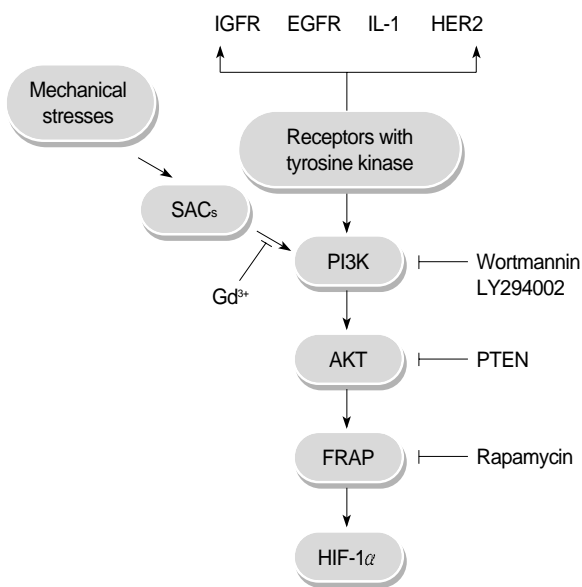 IGFR EGFR IL-1 HER2
Mechanical
stresses
Receptors with
tyrosine kinase
SACs
PI3K
Wortmannin
LY294002
Gd³⁺
AKT
PTEN
FRAP
Rapamycin
HIF-1α